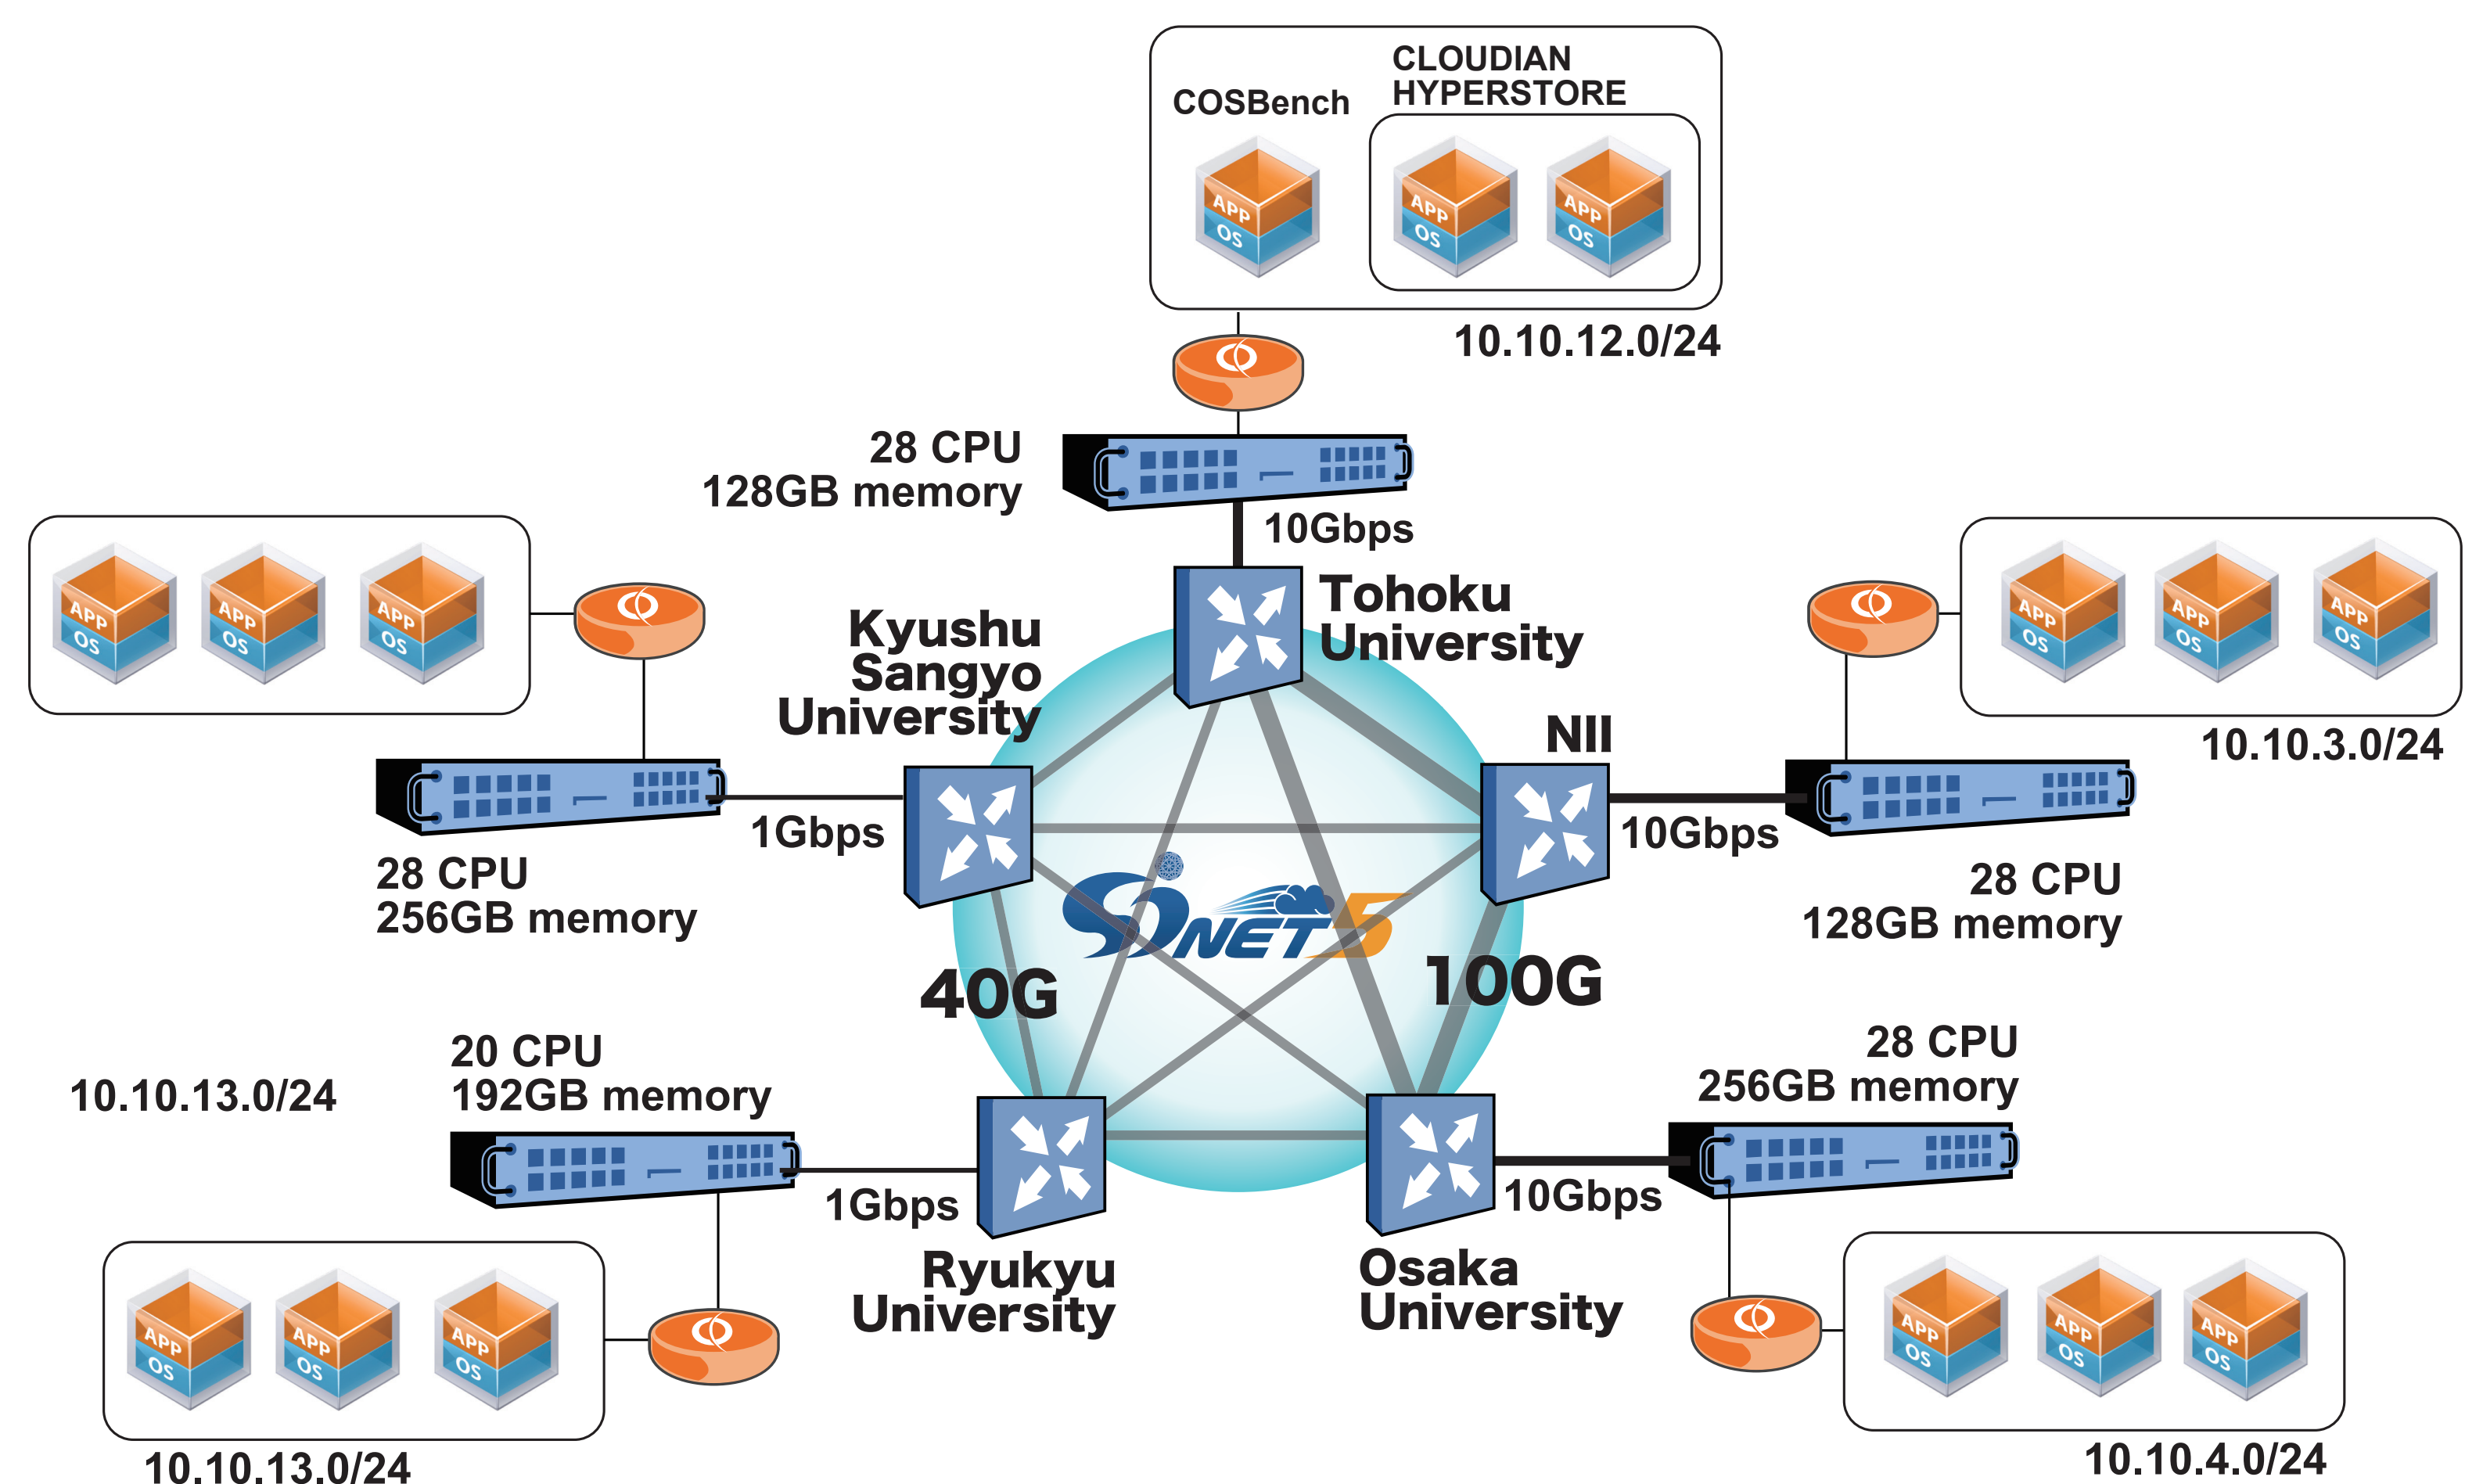 CLOUDIAN
HYPERSTORE
COSBench
APP
OS
APP
OS
APP
OS
10.10.12.0/24
28 CPU
128GB memory
10Gbps
Tohoku
University
APP
OS
APP
OS
APP
OS
Kyushu
Sangyo
University
1Gbps
28 CPU
256GB memory
APP
OS
APP
OS
APP
OS
10.10.3.0/24
NII
10Gbps
28 CPU
128GB memory
SINET5
40G
100G
20 CPU
192GB memory
10.10.13.0/24
1Gbps
Ryukyu
University
APP
OS
APP
OS
APP
OS
10.10.13.0/24
28 CPU
256GB memory
10Gbps
Osaka
University
APP
OS
APP
OS
APP
OS
10.10.4.0/24